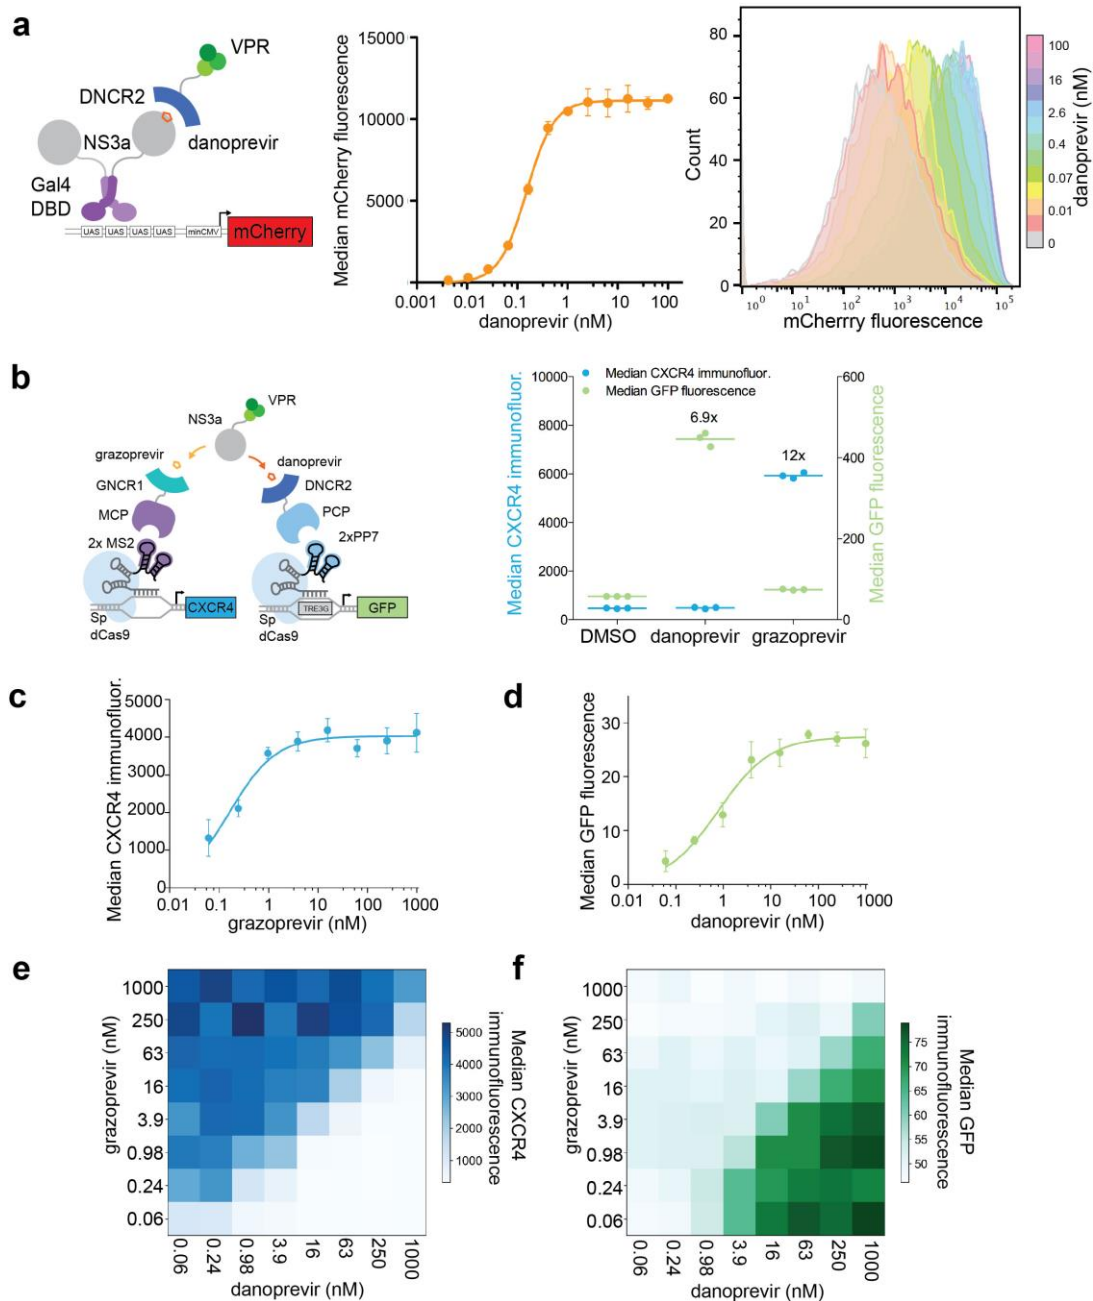 a
VPR
DNCR2
NS3a
danoprevir
Gal4
DBD
UAS UAS UAS UAS minCMV mCherry
Median mCherry fluorescence
15000
10000
5000
0
0.001 0.01 0.1 1 10 100
danoprevir (nM)
Count
80
60
40
20
0
10^0 10^1 10^2 10^3 10^4 10^5
mCherrry fluorescence
100
16
2.6
0.4
0.07
0.01
0
danoprevir (nM)
b
VPR
NS3a
grazoprevir
danoprevir
GNCR1
DNCR2
MCP
PCP
2x MS2
2xPP7
CXCR4
TRE3G
GFP
Sp
dCas9
Sp
dCas9
Median CXCR4 immunofluor.
Median GFP fluorescence
Median CXCR4 immunofluor.
10000
8000
6000
4000
2000
0
6.9x
12x
600
400
200
0
Median GFP fluorescence
DMSO danoprevir grazoprevir
c
Median CXCR4 immunofluor.
5000
4000
3000
2000
1000
0
0.01 0.1 1 10 100 1000
grazoprevir (nM)
d
Median GFP fluorescence
30
20
10
0
0.01 0.1 1 10 100 1000
danoprevir (nM)
e
grazoprevir (nM)
1000
250
63
16
3.9
0.98
0.24
0.06
0.06 0.24 0.98 3.9 16 63 250 1000
danoprevir (nM)
5000
4000
3000
2000
1000
Median CXCR4
immunofluorescence
f
grazoprevir (nM)
1000
250
63
16
3.9
0.98
0.24
0.06
0.06 0.24 0.98 3.9 16 63 250 1000
danoprevir (nM)
75
70
65
60
55
50
Median GFP
immunofluorescence